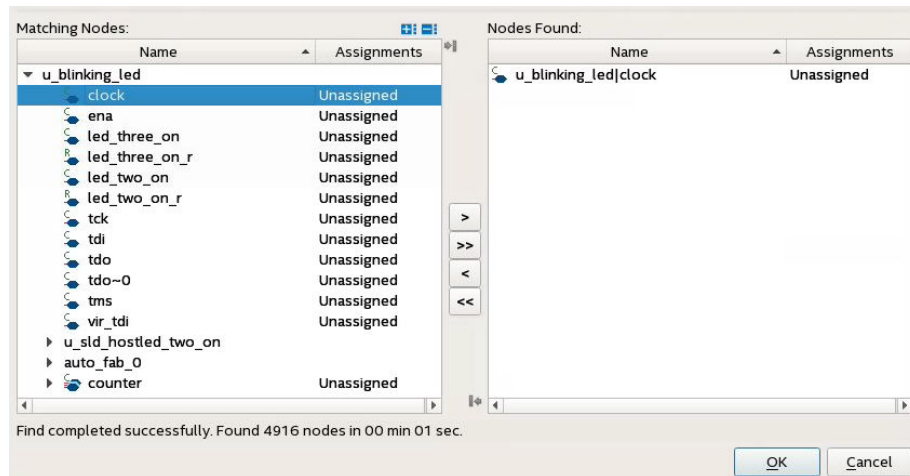 Matching Nodes:
Name Assignments
u_blinking_led
C clock Unassigned
C ena Unassigned
C led_three_on Unassigned
R led_three_on_r Unassigned
C led_two_on Unassigned
R led_two_on_r Unassigned
C tck Unassigned
C tdi Unassigned
C tdo Unassigned
C tdo~0 Unassigned
C tms Unassigned
C vir_tdi Unassigned
u_sld_hostled_two_on
auto_fab_0
counter Unassigned
>
>>
<
<<
Nodes Found:
Name Assignments
C u_blinking_led|clock Unassigned
Find completed successfully. Found 4916 nodes in 00 min 01 sec.
OK Cancel